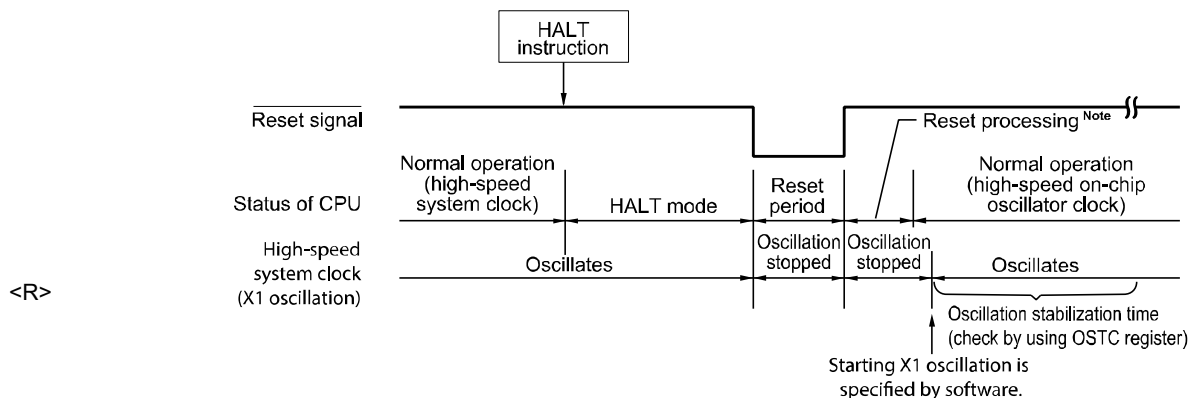 HALT
instruction
Reset signal
Reset processing Note
Normal operation
(high-speed
system clock)
Reset
period
Normal operation
(high-speed on-chip
oscillator clock)
Status of CPU
HALT mode
High-speed
system clock
(X1 oscillation)
Oscillates
Oscillation
stopped
Oscillation
stopped
Oscillates
<R>
Oscillation stabilization time
(check by using OSTC register)
Starting X1 oscillation is
specified by software.